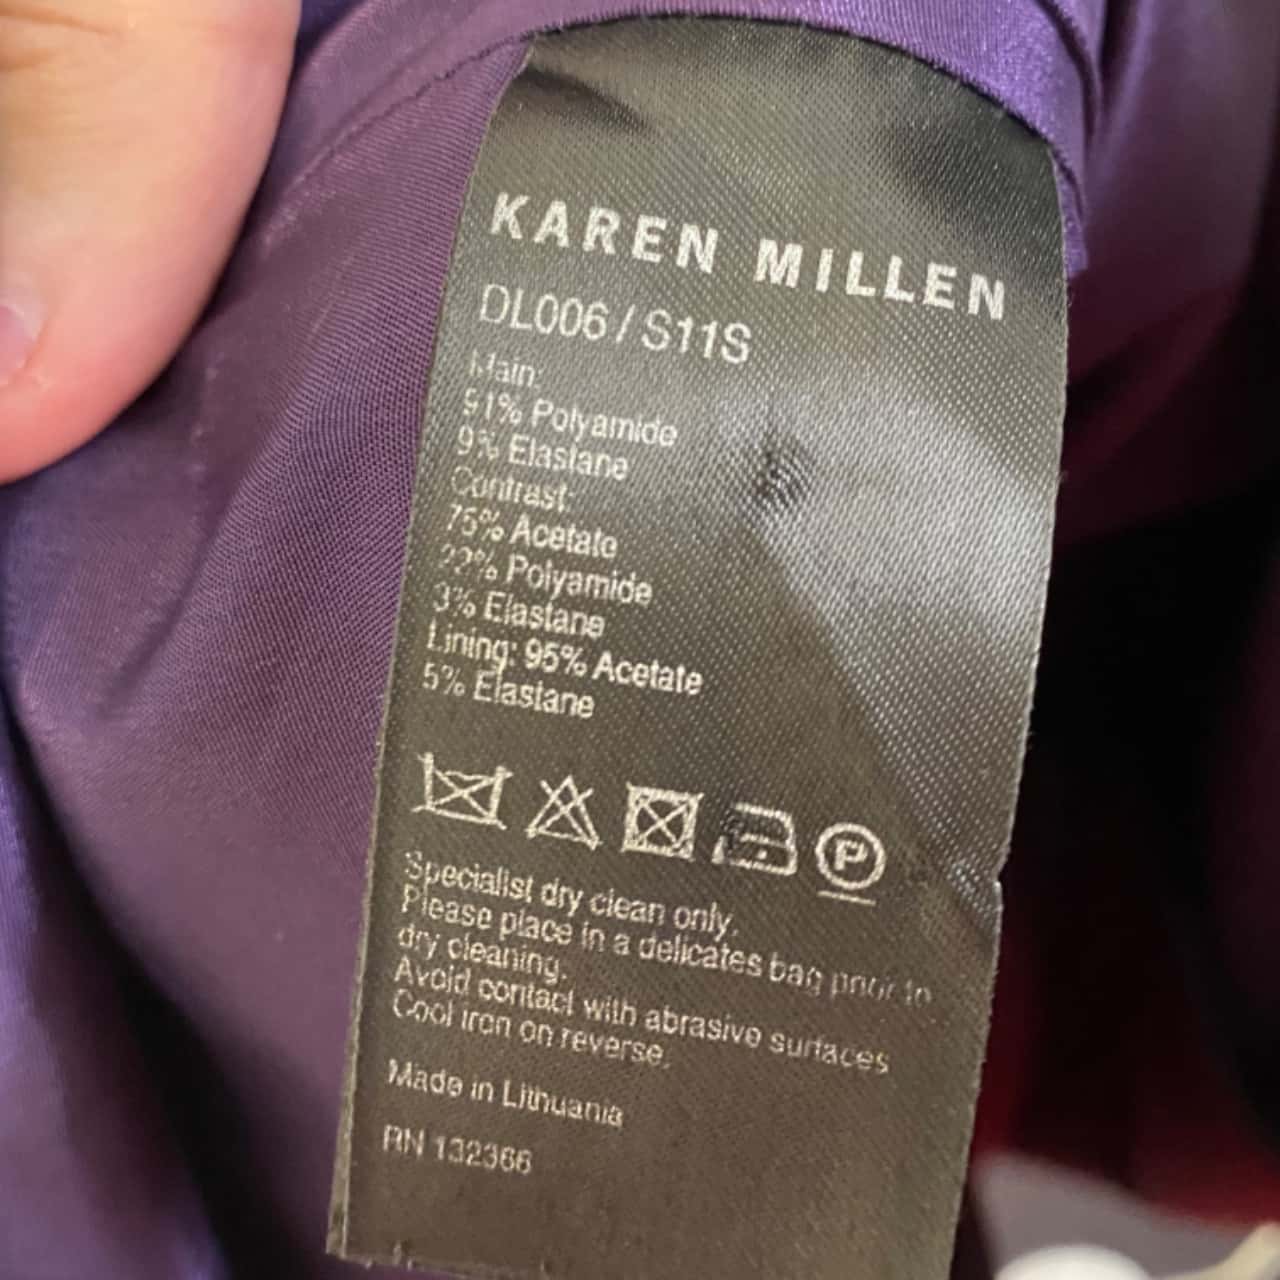 KAREN MILLEN
DL006 / S11S
Main:
91% Polyamide
9% Elastane
Contrast:
75% Acetate
22% Polyamide
3% Elastane
Lining: 95% Acetate
5% Elastane
P
Specialist dry clean only.
Please place in a delicates bag prior to
dry cleaning.
Avoid contact with abrasive surfaces
Cool iron on reverse.
Made in Lithuania
RN 132366